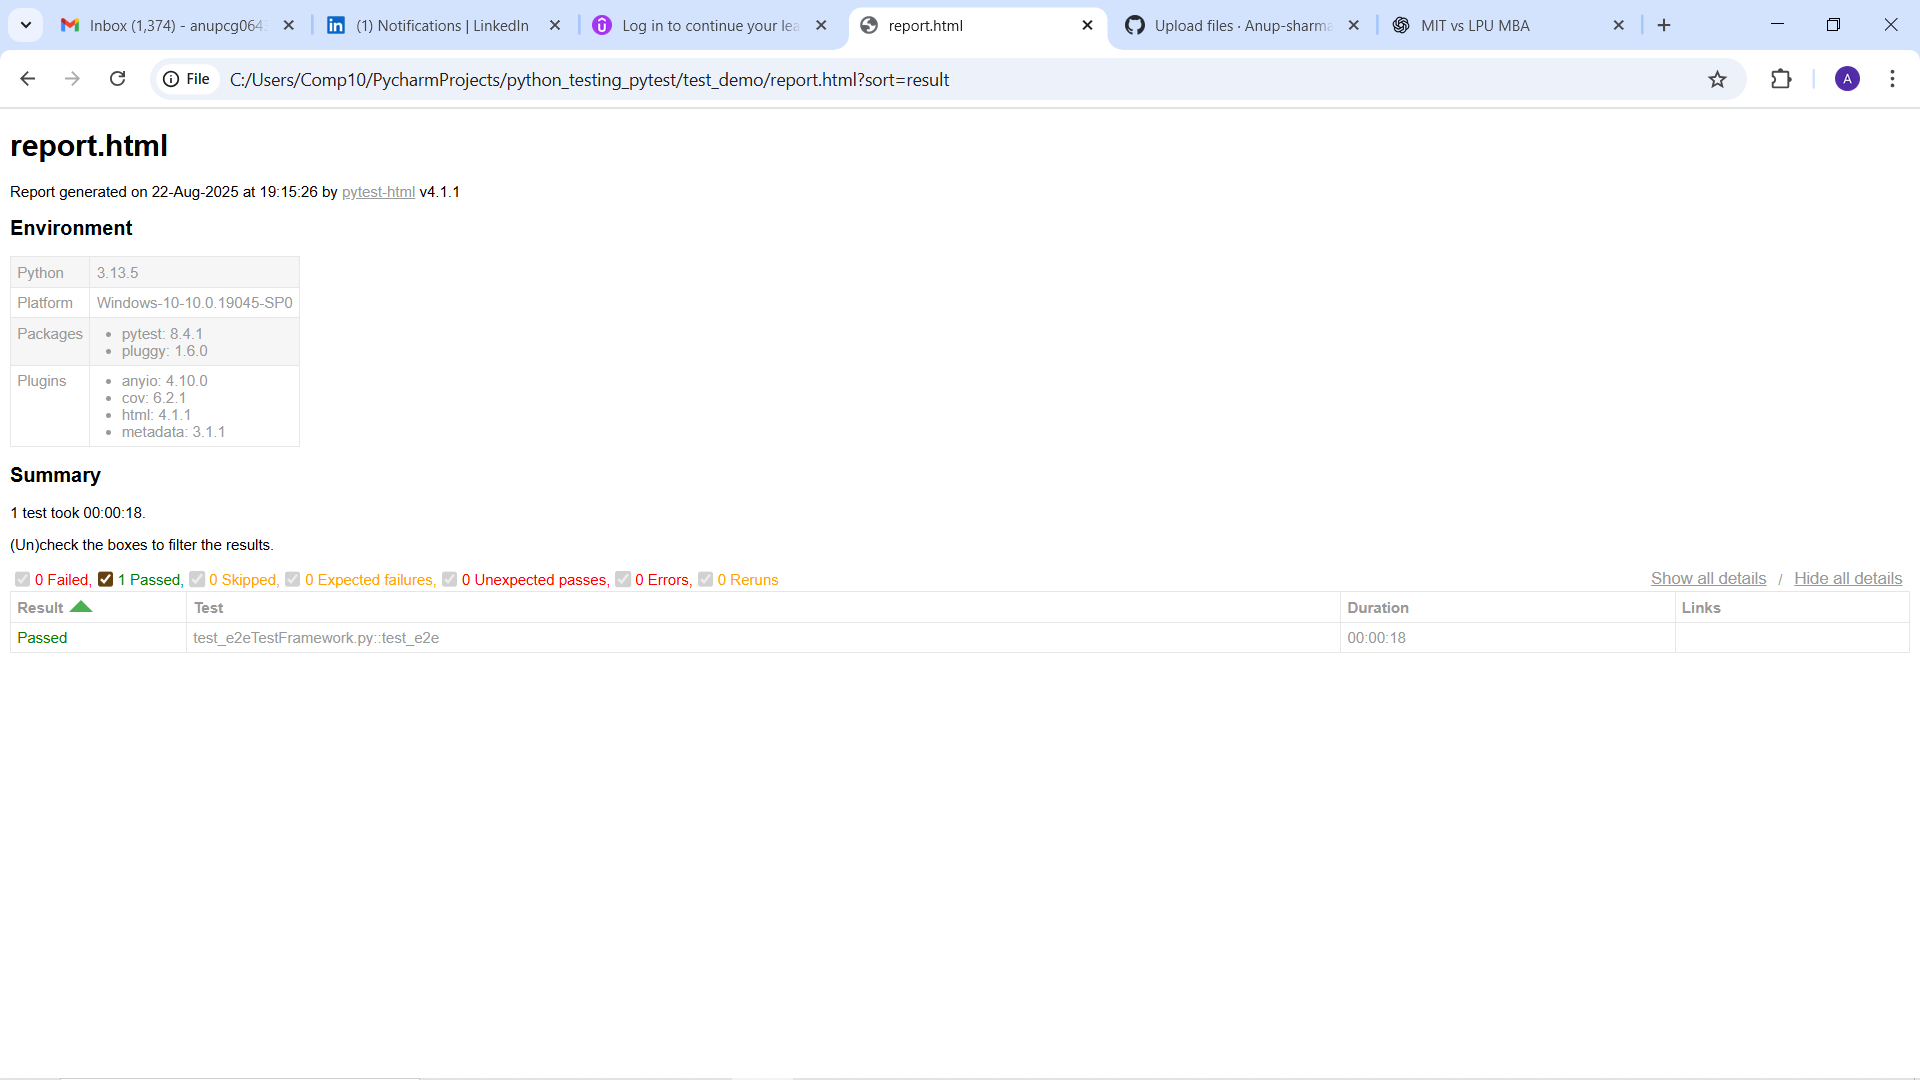 Inbox (1,374) - anupcg064
(1) Notifications | LinkedIn
Log in to continue your lea
report.html
Upload files · Anup-sharma
MIT vs LPU MBA
File
C:/Users/Comp10/PycharmProjects/python_testing_pytest/test_demo/report.html?sort=result
A
report.html
Report generated on 22-Aug-2025 at 19:15:26 by pytest-html v4.1.1
Environment
Python 3.13.5
Platform Windows-10-10.0.19045-SP0
Packages
• pytest: 8.4.1
• pluggy: 1.6.0
Plugins
• anyio: 4.10.0
• cov: 6.2.1
• html: 4.1.1
• metadata: 3.1.1
Summary
1 test took 00:00:18.
(Un)check the boxes to filter the results.
0 Failed, 1 Passed, 0 Skipped, 0 Expected failures, 0 Unexpected passes, 0 Errors, 0 Reruns
Show all details / Hide all details
Result Test Duration Links
Passed test_e2eTestFramework.py::test_e2e 00:00:18